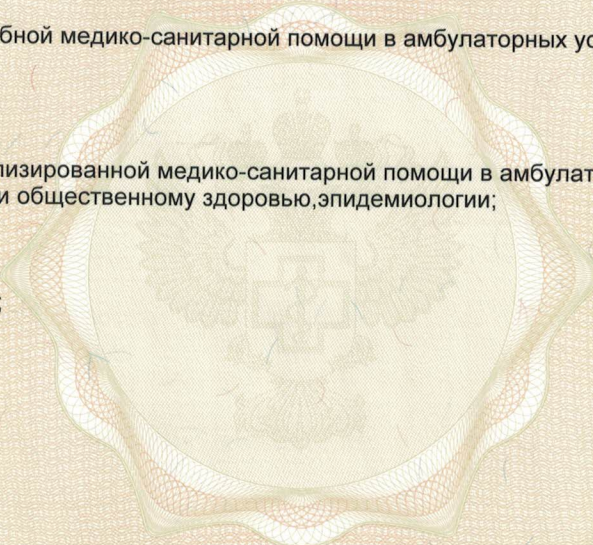 бной медико-санитарной помощи в амбулаторных ус
лизированной медико-санитарной помощи в амбулат
и общественному здоровью,эпидемиологии;
;